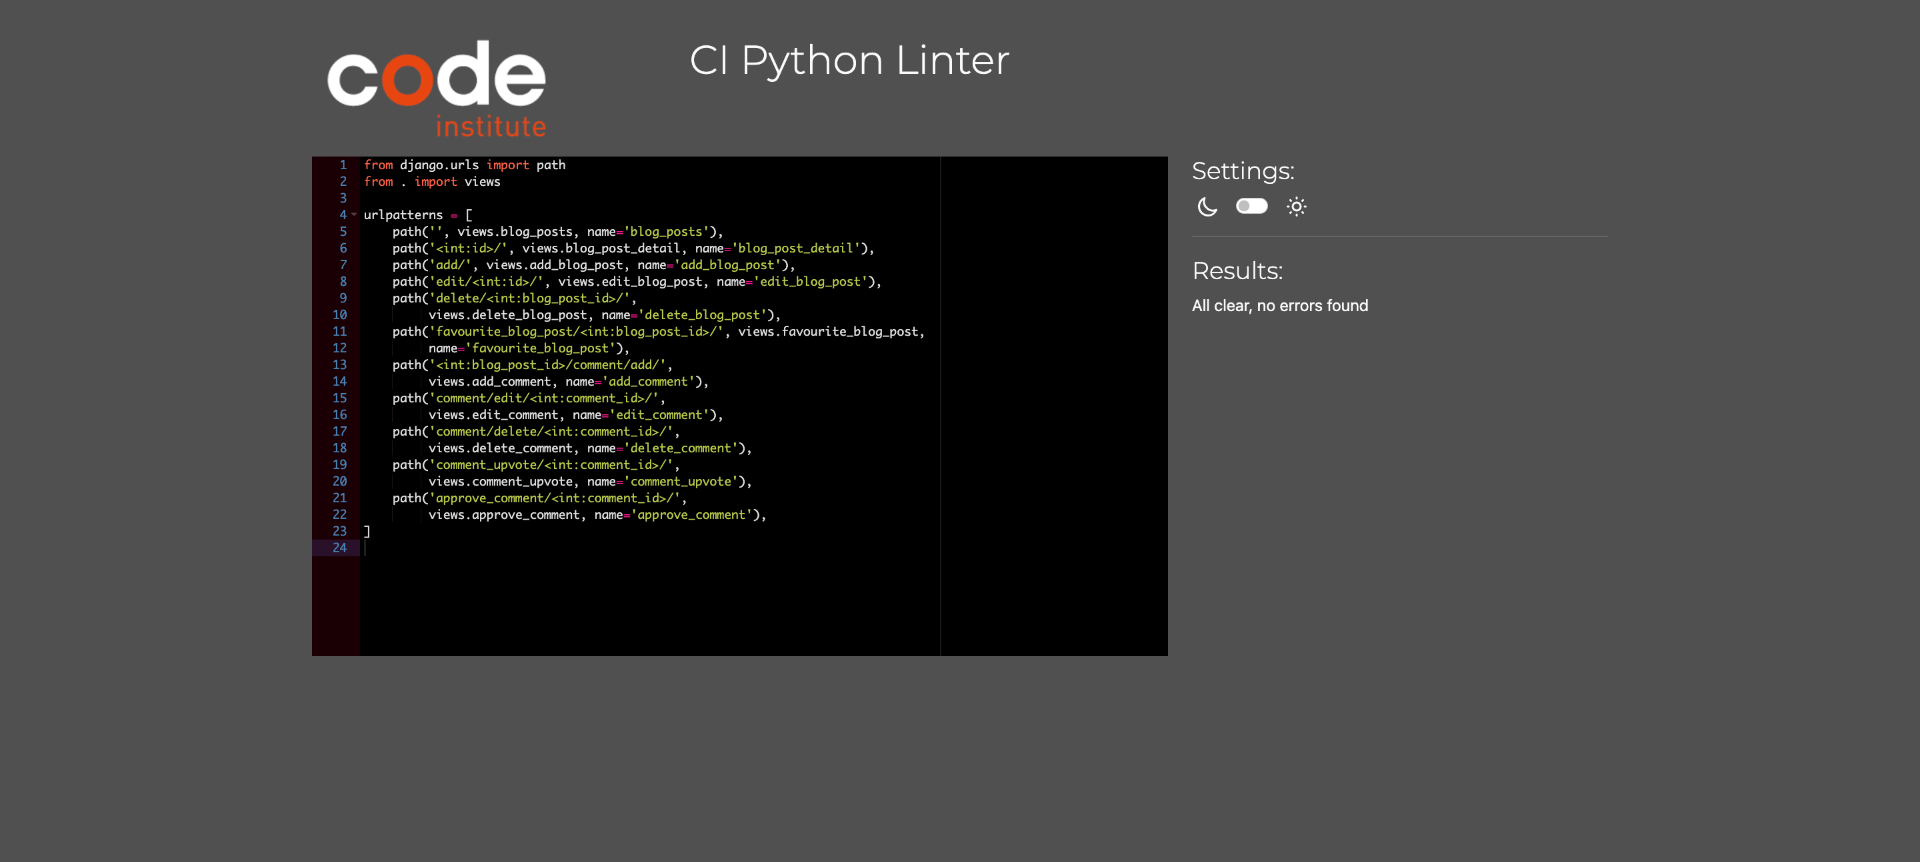 code
institute
CI Python Linter
1 from django.urls import path
2 from . import views
3
4 urlpatterns = [
5     path('', views.blog_posts, name='blog_posts'),
6     path('<int:id>/', views.blog_post_detail, name='blog_post_detail'),
7     path('add/', views.add_blog_post, name='add_blog_post'),
8     path('edit/<int:id>/', views.edit_blog_post, name='edit_blog_post'),
9     path('delete/<int:blog_post_id>/',
10          views.delete_blog_post, name='delete_blog_post'),
11     path('favourite_blog_post/<int:blog_post_id>/', views.favourite_blog_post,
12          name='favourite_blog_post'),
13     path('<int:blog_post_id>/comment/add/',
14          views.add_comment, name='add_comment'),
15     path('comment/edit/<int:comment_id>/',
16          views.edit_comment, name='edit_comment'),
17     path('comment/delete/<int:comment_id>/',
18          views.delete_comment, name='delete_comment'),
19     path('comment_upvote/<int:comment_id>/',
20          views.comment_upvote, name='comment_upvote'),
21     path('approve_comment/<int:comment_id>/',
22          views.approve_comment, name='approve_comment'),
23 ]
24
Settings:
Results:
All clear, no errors found